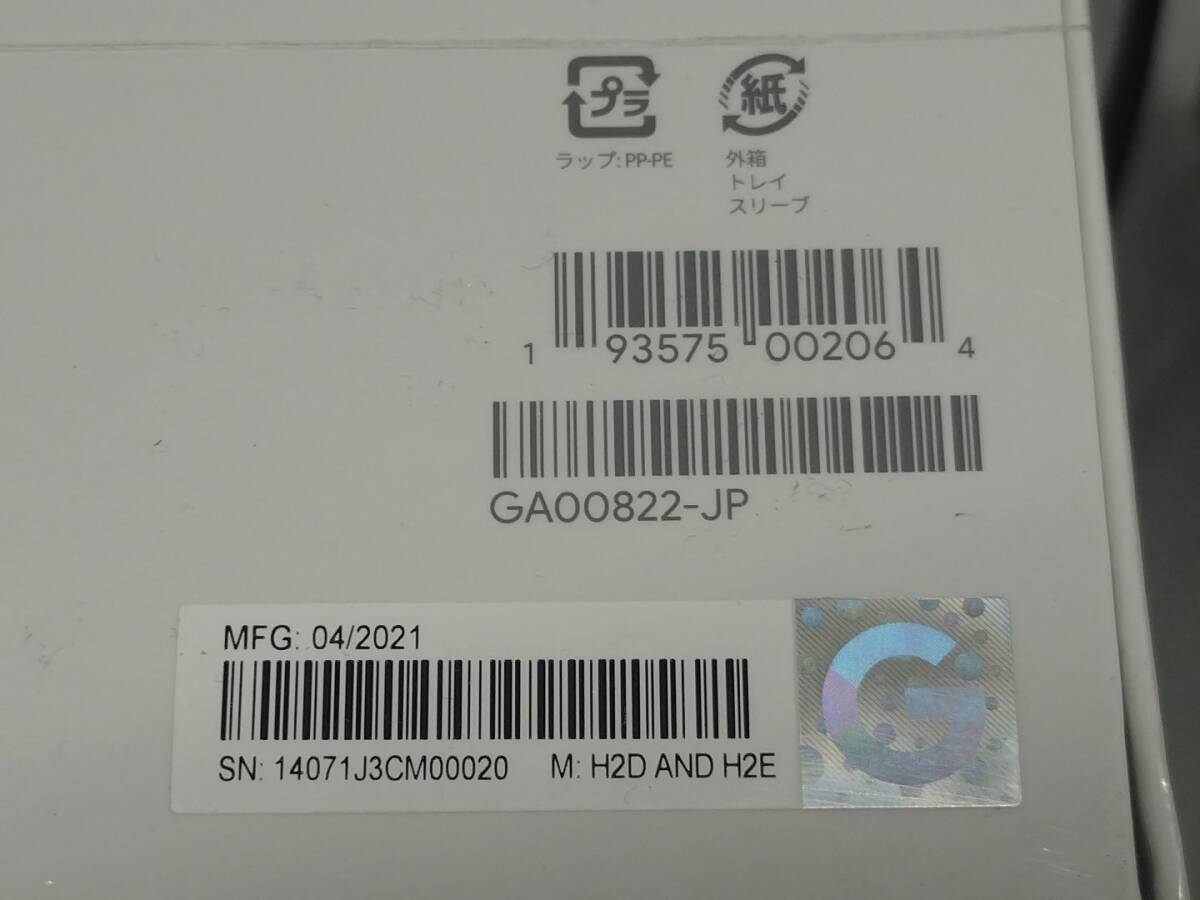 プラ 紙
ラップ: PP-PE
外箱
トレイ
スリーブ
1 93575 00206 4
GA00822-JP
MFG: 04/2021
SN: 14071J3CM00020 M: H2D AND H2E
G